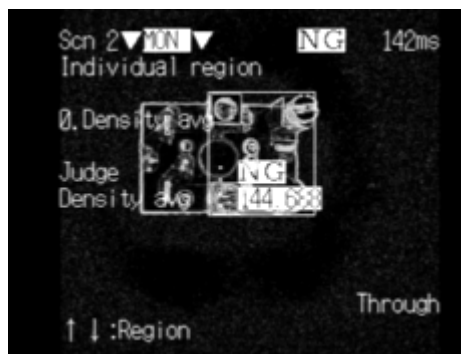 Scn 2▼MON ▼ NG 142ms
Individual region
0.Density avg
Judge NG
Density avg 144.688
Through
↑↓:Region